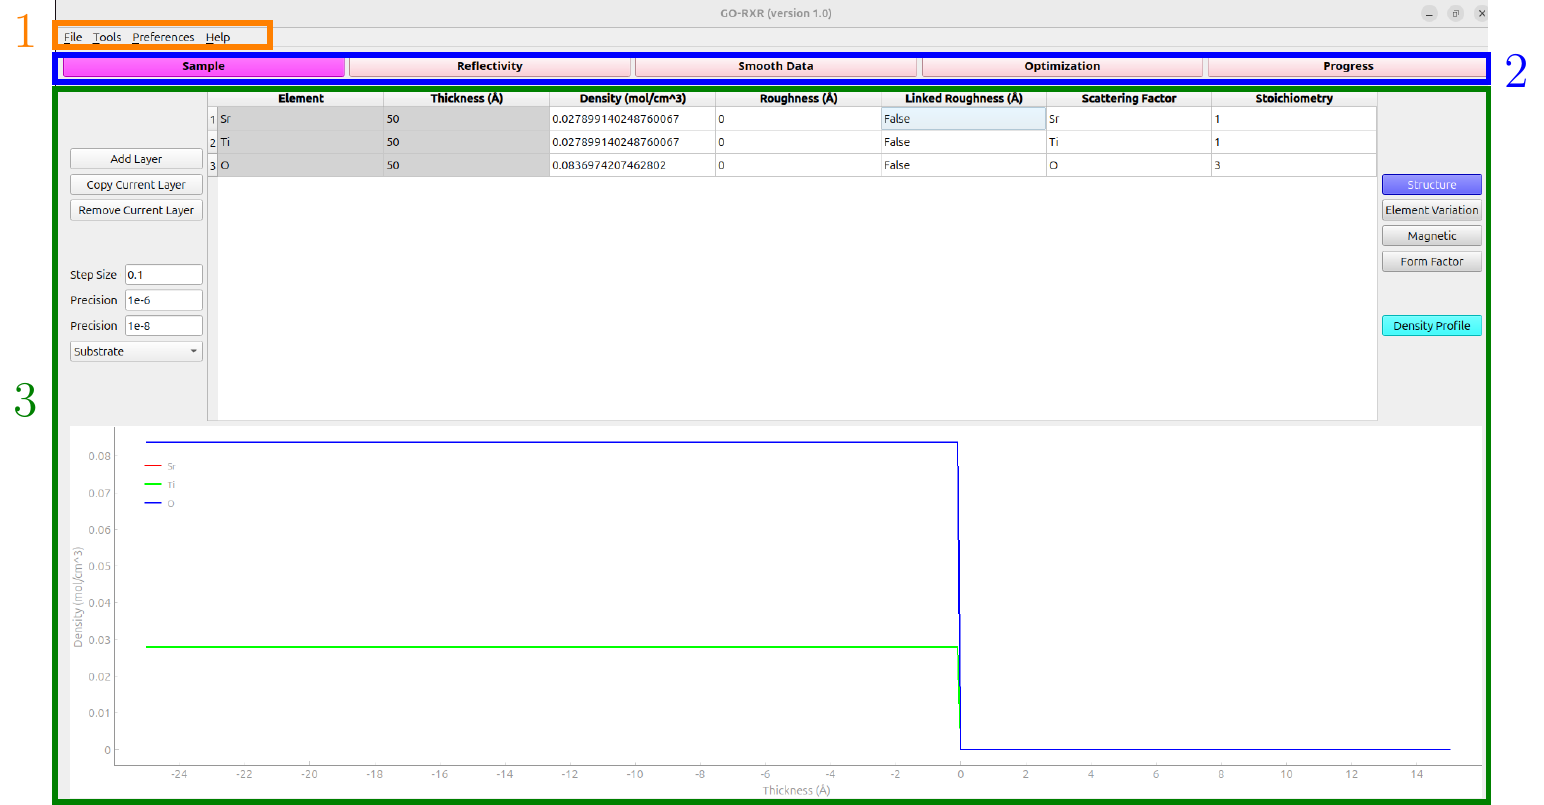 GO-RXR (version 1.0)
1
File Tools Preferences Help
2
Sample Reflectivity Smooth Data Optimization Progress
3
Element Thickness (Å) Density (mol/cm^3) Roughness (Å) Linked Roughness (Å) Scattering Factor Stoichiometry
1 Sr 50 0.027899140248760067 0 False Sr 1
2 Ti 50 0.027899140248760067 0 False Ti 1
3 O 50 0.0836974207462802 0 False O 3
Add Layer
Copy Current Layer
Remove Current Layer
Step Size 0.1
Precision 1e-6
Precision 1e-8
Substrate
Structure
Element Variation
Magnetic
Form Factor
Density Profile
Sr
Ti
O
0.08
0.07
0.06
0.05
0.04
0.03
0.02
0.01
0
Density (mol/cm^3)
-24 -22 -20 -18 -16 -14 -12 -10 -8 -6 -4 -2 0 2 4 6 8 10 12 14
Thickness (Å)